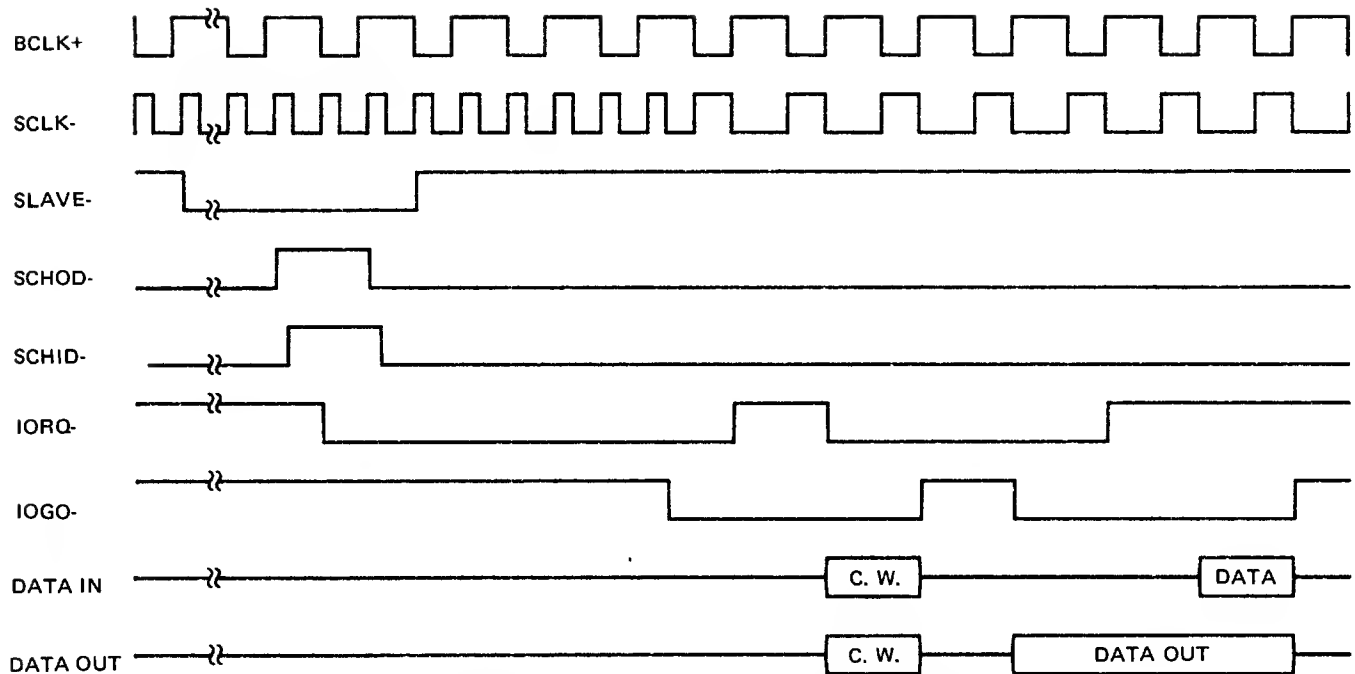 BCLK+
SCLK-
SLAVE-
SCHOD-
SCHID-
IORQ-
IOGO-
DATA IN C. W. DATA
DATA OUT C. W. DATA OUT